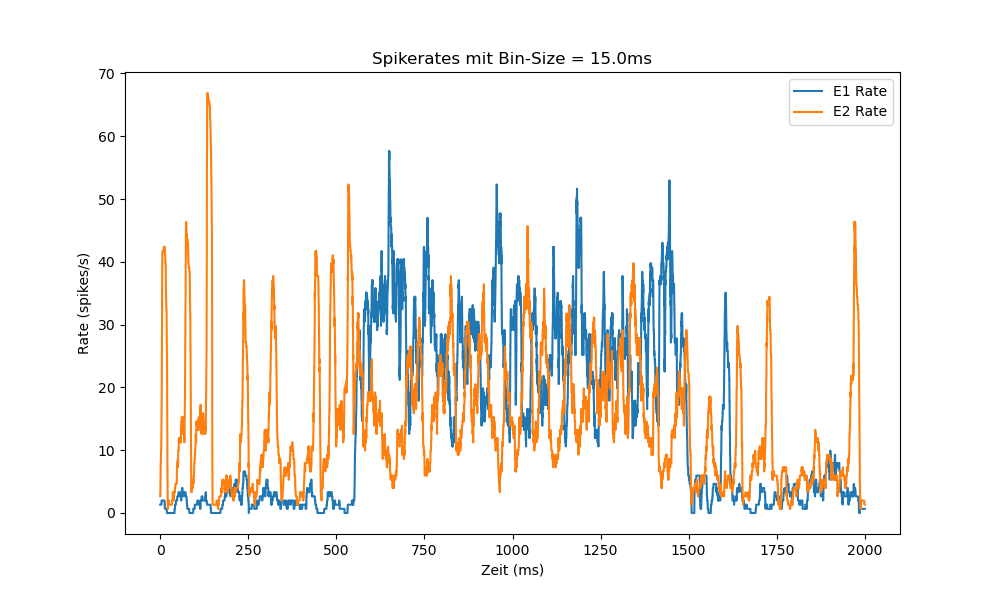 Spikerates mit Bin-Size = 15.0ms
E1 Rate
E2 Rate
Rate (spikes/s)
70
60
50
40
30
20
10
0
0 250 500 750 1000 1250 1500 1750 2000
Zeit (ms)